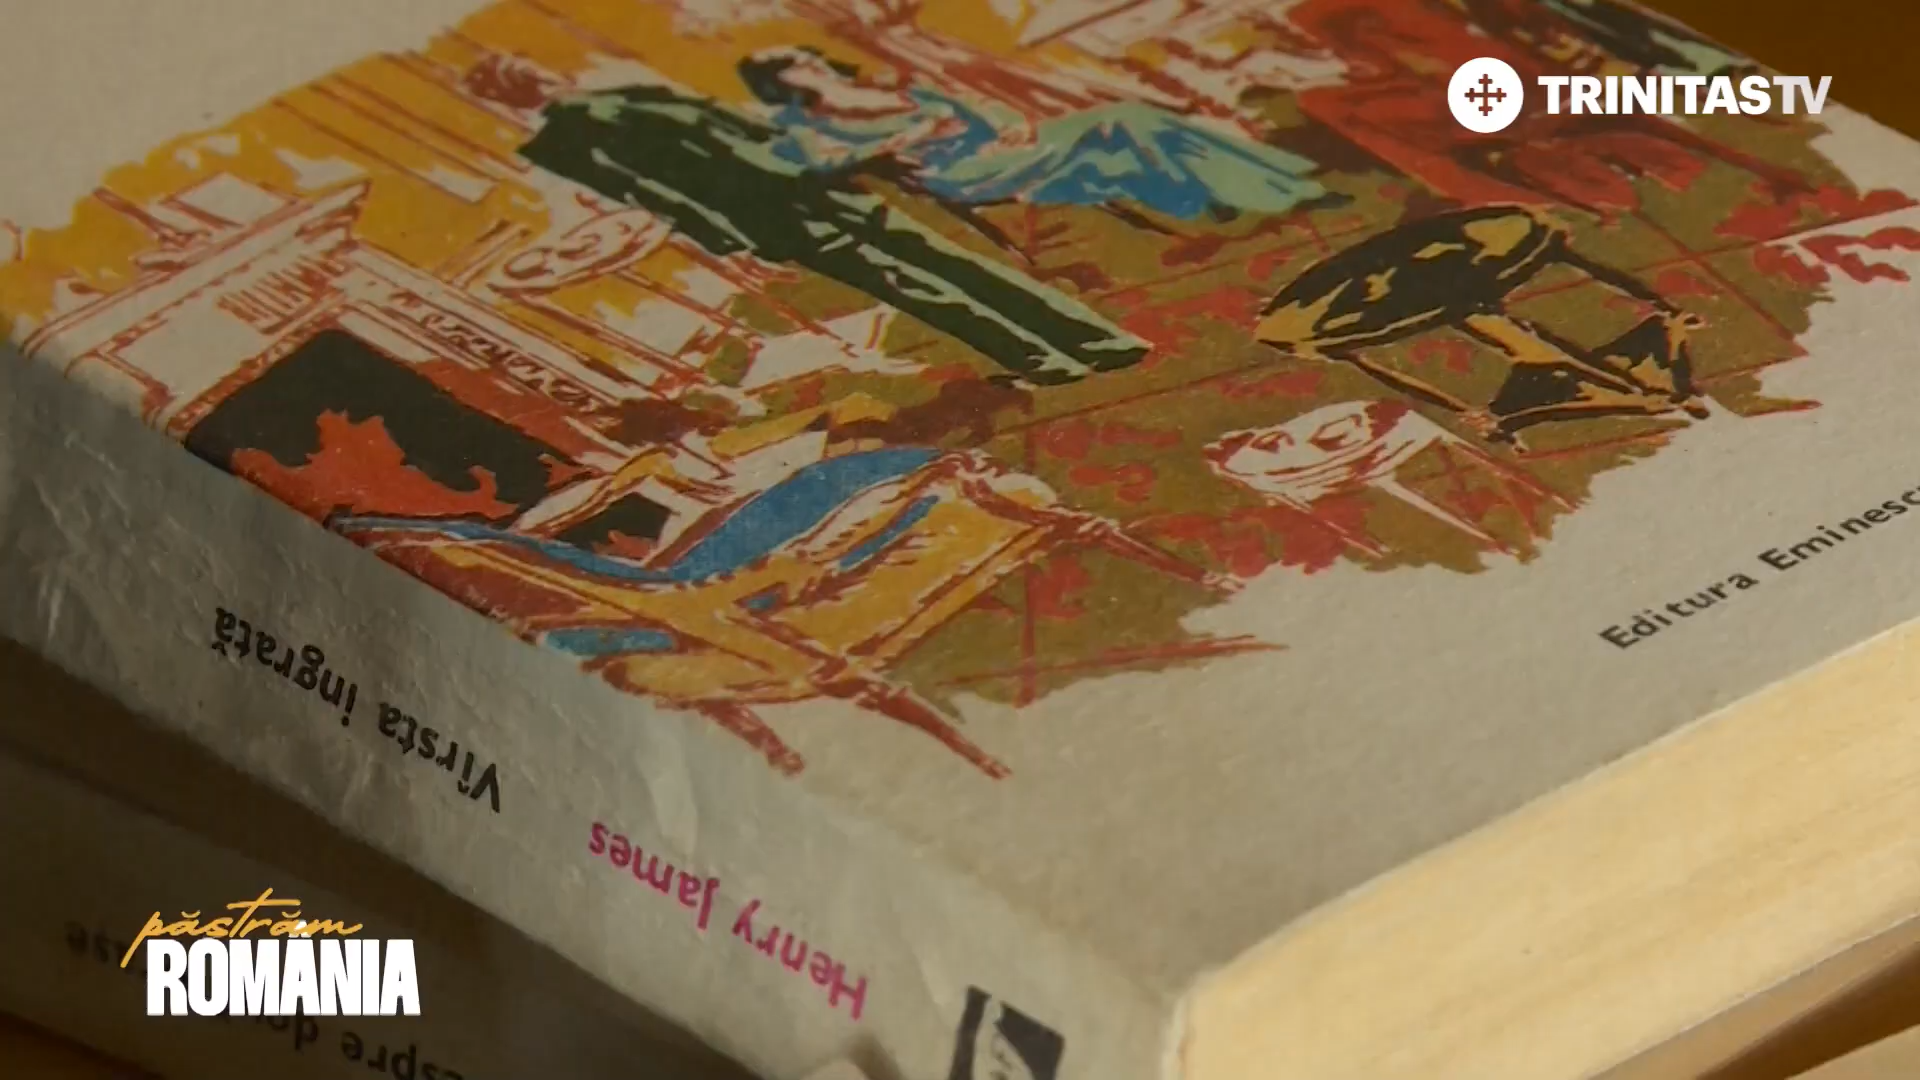 TRINITAS TV
Editura Eminesc
Vîrsta ingrată
Henry James
păstrăm
ROMÂNIA